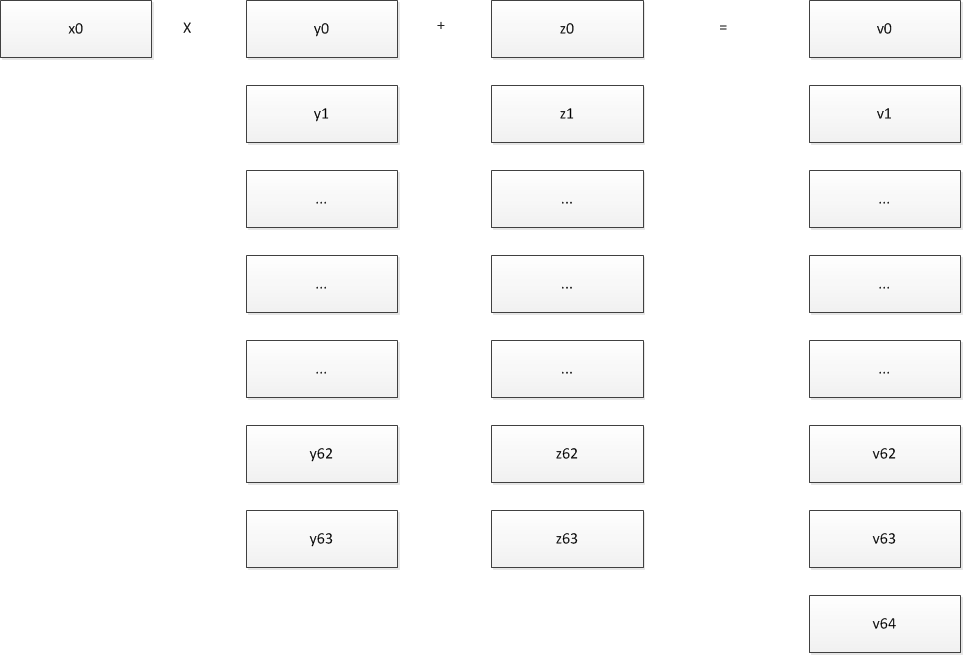 x0 X y0 + z0 = v0
y1 z1 v1
... ... ...
... ... ...
... ... ...
y62 z62 v62
y63 z63 v63
v64